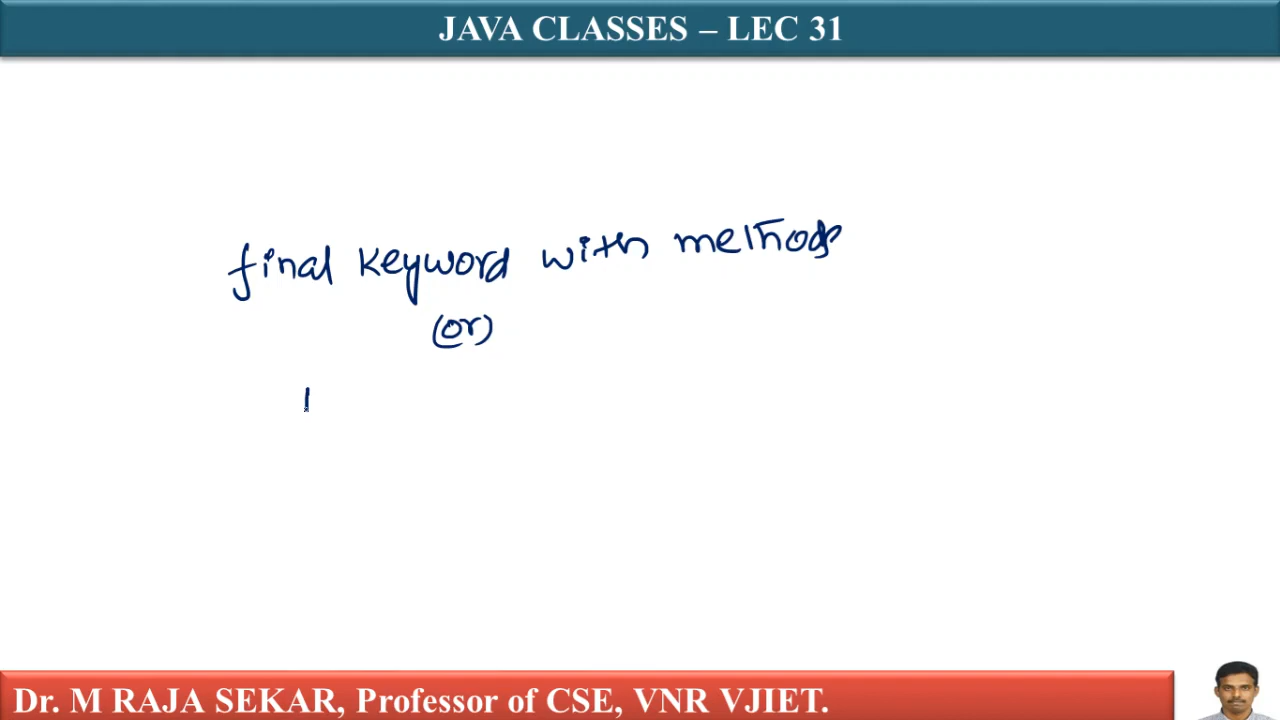 JAVA CLASSES – LEC 31
final keyword with methods
(or)
Dr. M RAJA SEKAR, Professor of CSE, VNR VJIET.